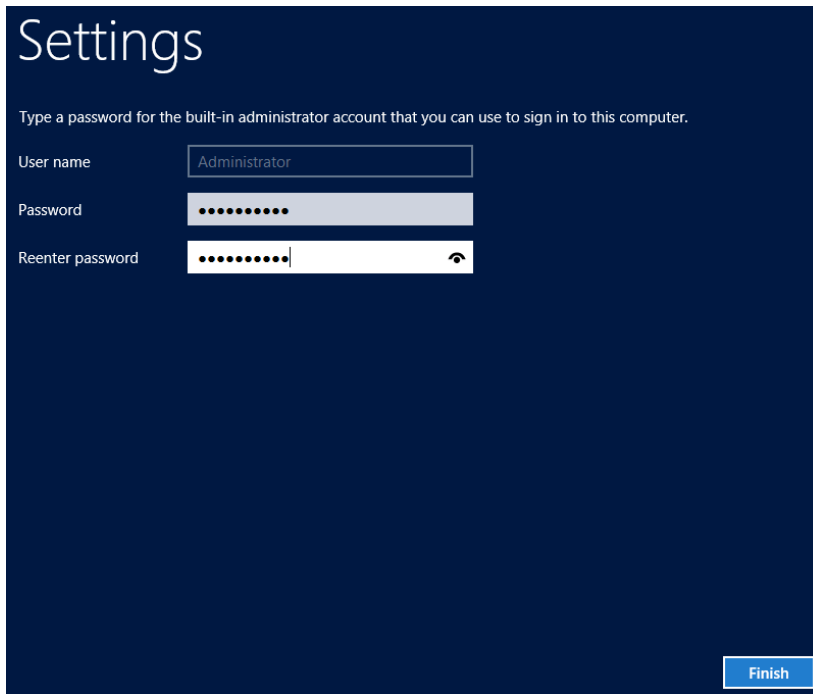 Settings
Type a password for the built-in administrator account that you can use to sign in to this computer.
User name Administrator
Password ••••••••••
Reenter password ••••••••••
Finish